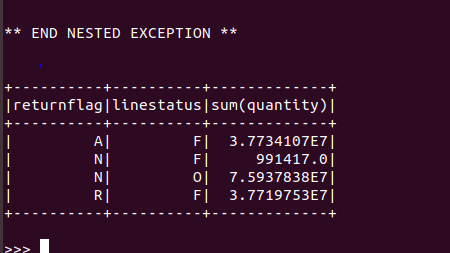 ** END NESTED EXCEPTION **
+----------+----------+-------------+
|returnflag|linestatus|sum(quantity)|
+----------+----------+-------------+
|         A|         F|  3.7734107E7|
|         N|         F|     991417.0|
|         N|         O|  7.5937838E7|
|         R|         F|  3.7719753E7|
+----------+----------+-------------+
>>>